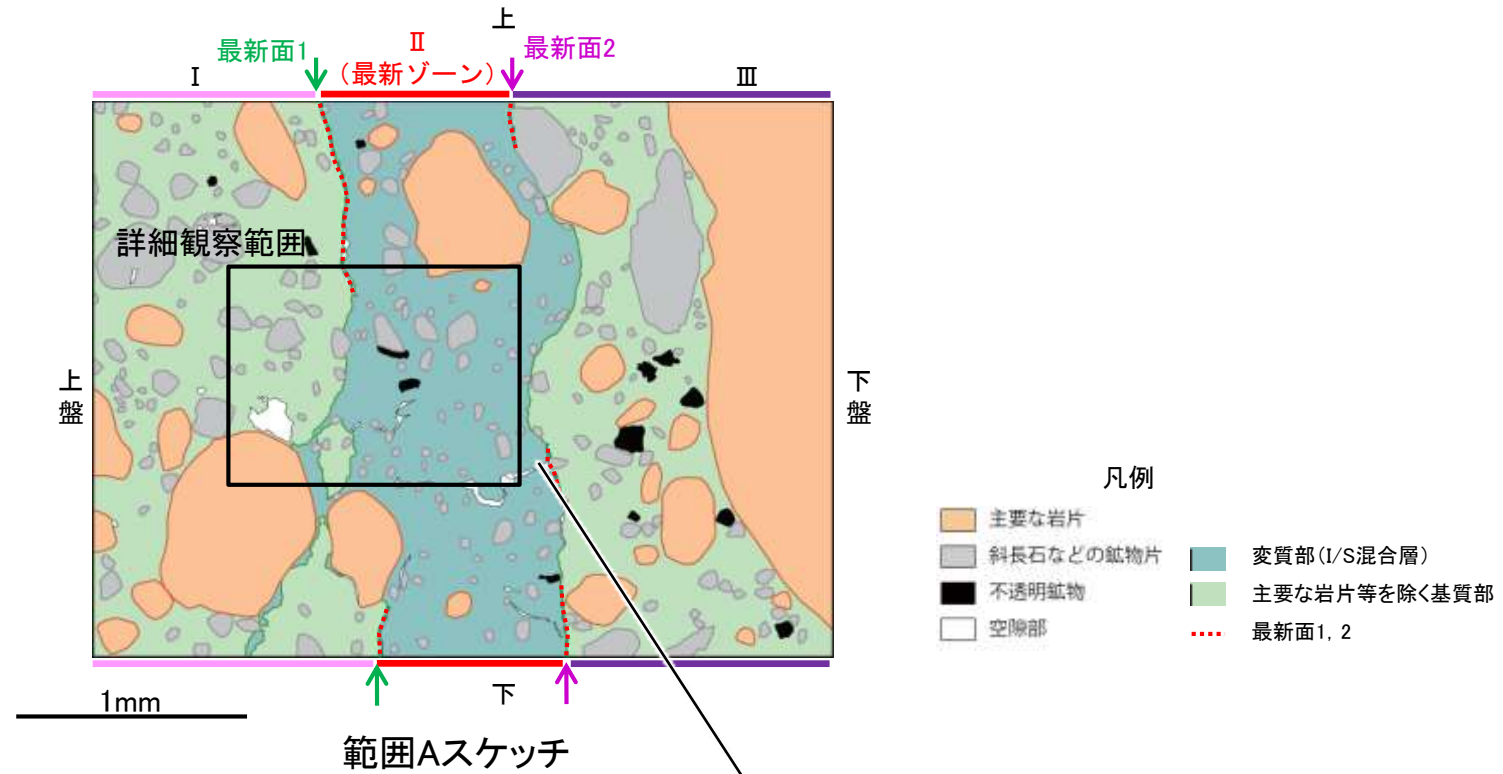 上
最新面1
Ⅱ
(最新ゾーン)
最新面2
Ⅰ
Ⅲ
詳細観察範囲
上盤
下盤
下
1mm
範囲Aスケッチ
凡例
主要な岩片
斜長石などの鉱物片
不透明鉱物
空隙部
変質部(I/S混合層)
主要な岩片等を除く基質部
最新面1, 2